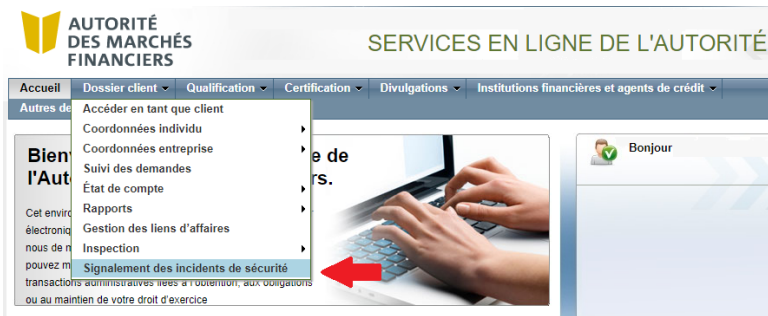 AUTORITÉ
DES MARCHÉS
FINANCIERS
SERVICES EN LIGNE DE L'AUTORITÉ
Accueil Dossier client Qualification Certification Divulgations Institutions financières et agents de crédit
Autres de
Accéder en tant que client
Coordonnées individu
Coordonnées entreprise
Suivi des demandes
État de compte
Rapports
Gestion des liens d'affaires
Inspection
Signalement des incidents de sécurité
Bien e de
l'Aut rs.
Cet enviro
électroniq
nous de m
pouvez m
transactions administratives liées à l'obtention, aux obligations
ou au maintien de votre droit d'exercice
Bonjour